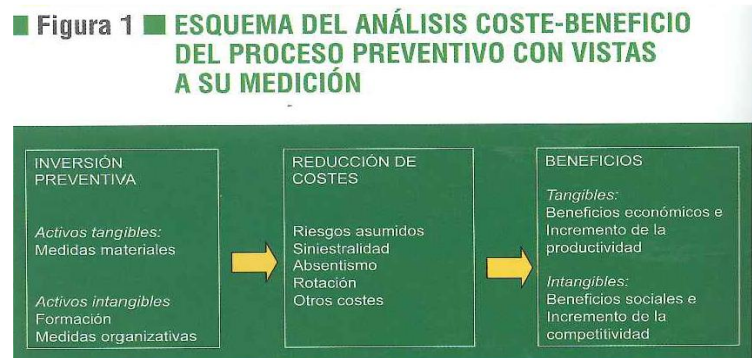 Figura 1 ESQUEMA DEL ANÁLISIS COSTE-BENEFICIO
DEL PROCESO PREVENTIVO CON VISTAS
A SU MEDICIÓN
INVERSIÓN
PREVENTIVA
Activos tangibles:
Medidas materiales
Activos intangibles
Formación
Medidas organizativas
REDUCCIÓN DE
COSTES
Riesgos asumidos
Siniestralidad
Absentismo
Rotación
Otros costes
BENEFICIOS
Tangibles:
Beneficios económicos e
Incremento de la
productividad
Intangibles:
Beneficios sociales e
Incremento de la
competitividad